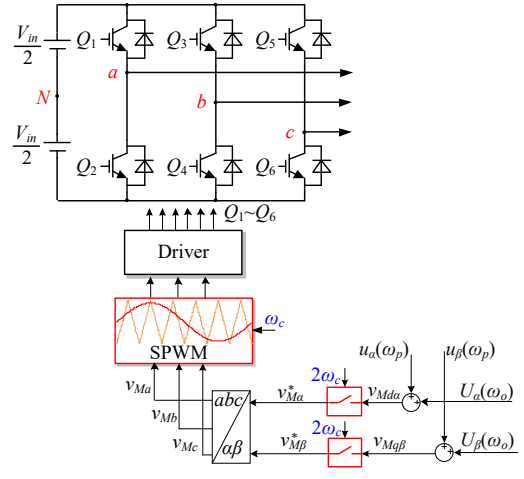 V_in/2
Q_1
Q_3
Q_5
a
N
b
c
V_in/2
Q_2
Q_4
Q_6
Q_1~Q_6
Driver
ω_c
SPWM
u_α(ω_p)
u_β(ω_p)
v_Ma
v_Mb
v_Mc
abc
αβ
v*_Mα
2ω_c
v_Mdα
U_α(ω_o)
v*_Mβ
2ω_c
v_Mqβ
U_β(ω_o)